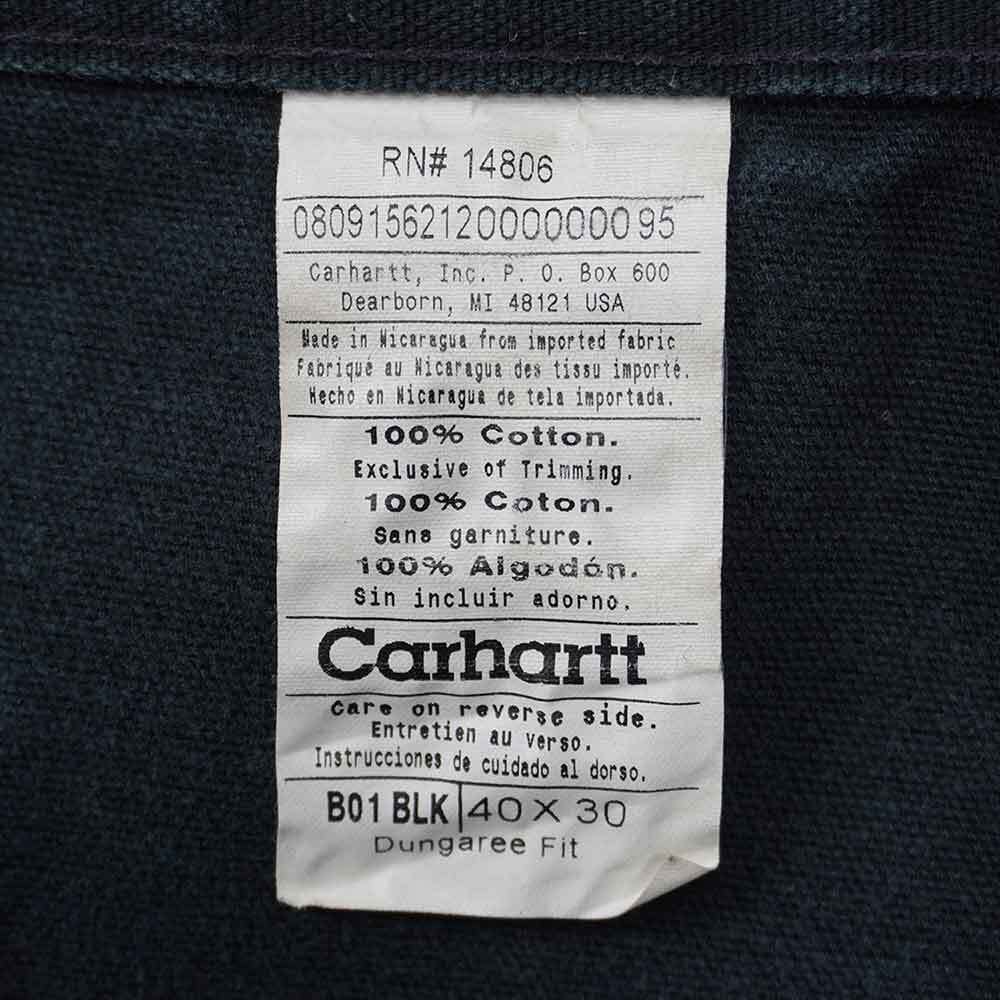 RN# 14806
08091562120000000095
Carhartt, Inc. P. O. Box 600
Dearborn, MI 48121 USA
Made in Nicaragua from imported fabric
Fabriqué au Nicaragua des tissu importé.
Hecho en Nicaragua de tela importada.
100% Cotton.
Exclusive of Trimming.
100% Coton.
Sans garniture.
100% Algodón.
Sin incluir adorno.
Carhartt
Care on reverse side.
Entretien au verso.
Instrucciones de cuidado al dorso.
B01 BLK 40 X 30
Dungaree Fit